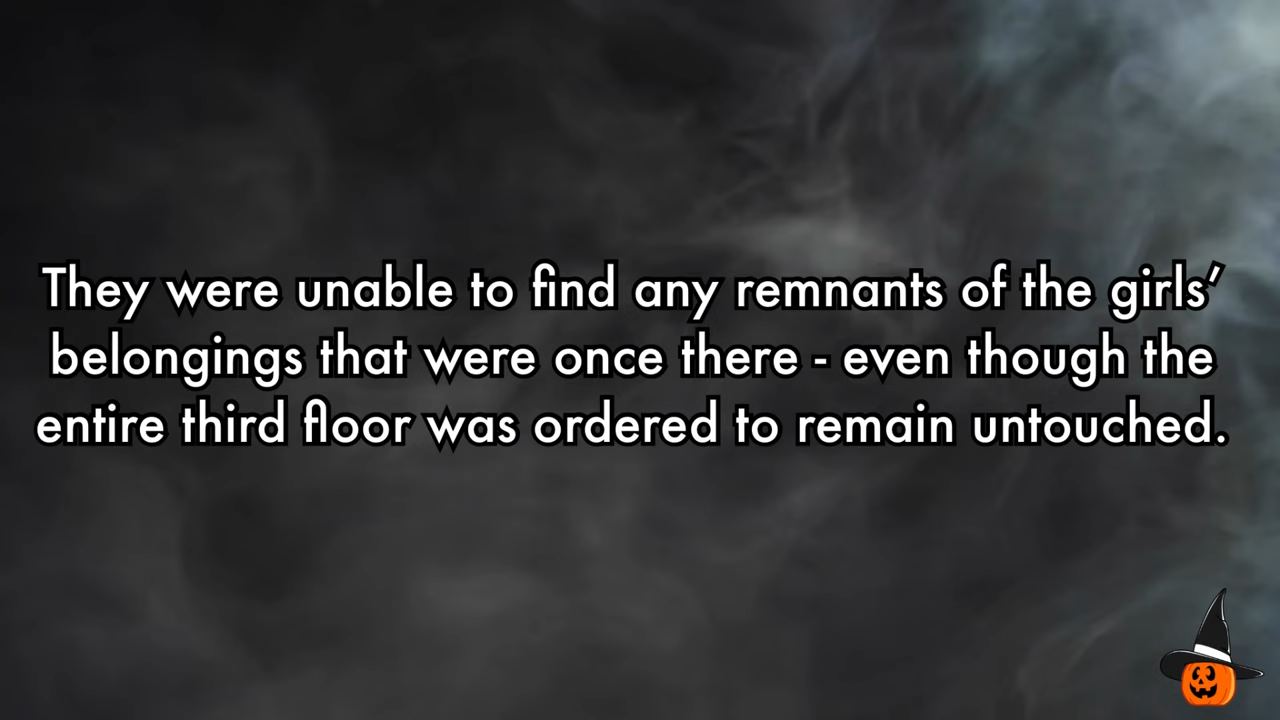 They were unable to find any remnants of the girls’
belongings that were once there - even though the
entire third floor was ordered to remain untouched.